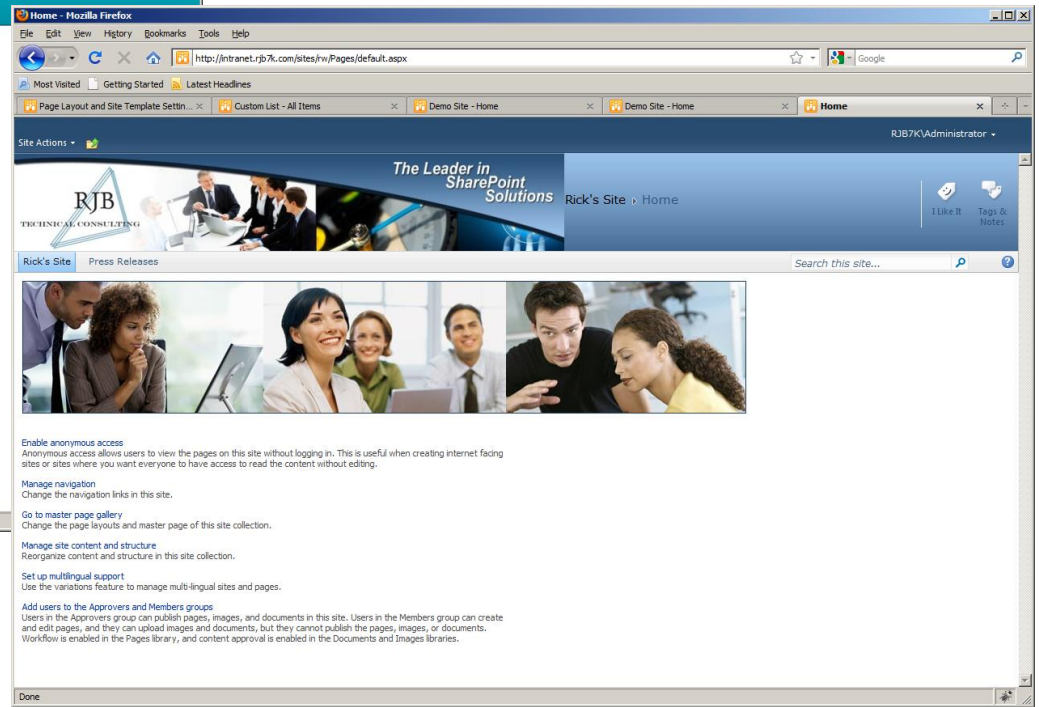 Home - Mozilla Firefox
File Edit View History Bookmarks Tools Help
http://intranet.rjb7k.com/sites/rw/Pages/default.aspx
Google
Most Visited Getting Started Latest Headlines
Page Layout and Site Template Settin... Custom List - All Items Demo Site - Home Demo Site - Home Home
RJB7K\Administrator
Site Actions
The Leader in
SharePoint
Solutions
RJB
TECHNICAL CONSULTING
Rick's Site Home
I Like It Tags &
Notes
Rick's Site Press Releases Search this site...
Enable anonymous access
Anonymous access allows users to view the pages on this site without logging in. This is useful when creating internet facing
sites or sites where you want everyone to have access to read the content without editing.
Manage navigation
Change the navigation links in this site.
Go to master page gallery
Change the page layouts and master page of this site collection.
Manage site content and structure
Reorganize content and structure in this site collection.
Set up multilingual support
Use the variations feature to manage multi-lingual sites and pages.
Add users to the Approvers and Members groups
Users in the Approvers group can publish pages, images, and documents in this site. Users in the Members group can create
and edit pages, and they can upload images and documents, but they cannot publish the pages, images, or documents.
Workflow is enabled in the Pages library, and content approval is enabled in the Documents and Images libraries.
Done